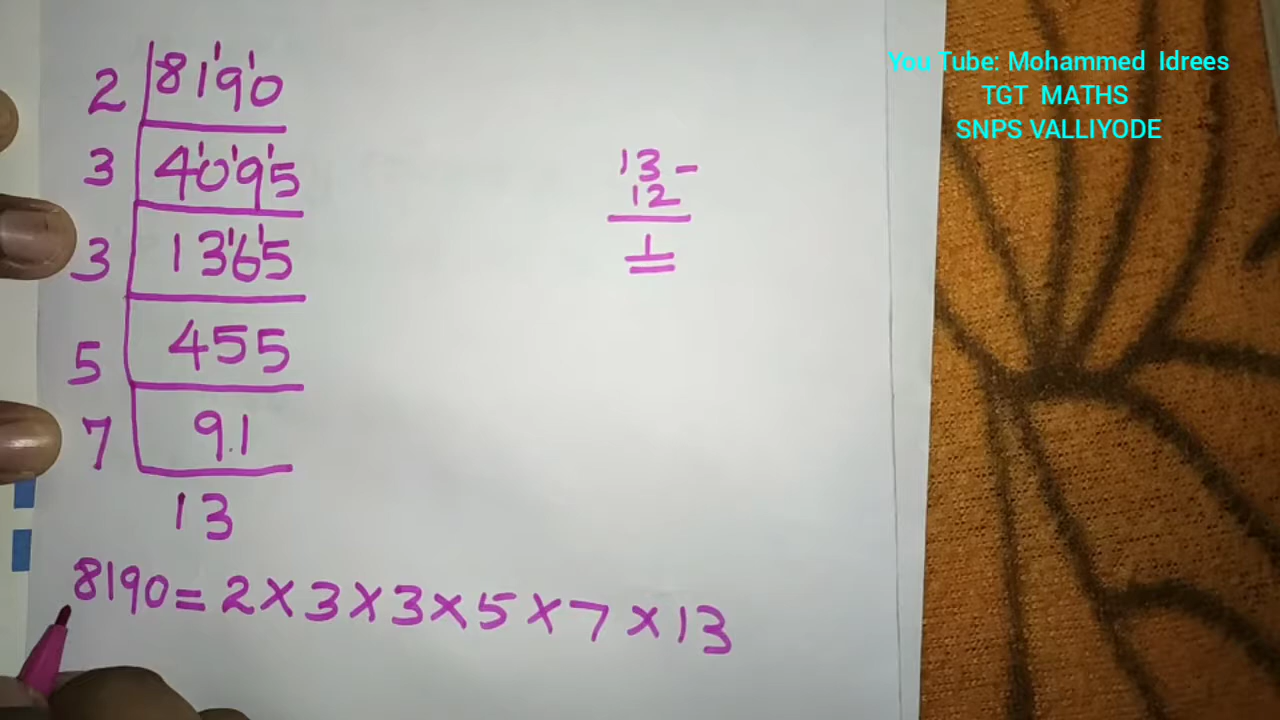 2 8190
3 4095
3 1365
5 455
7 91
13
8190 = 2 × 3 × 3 × 5 × 7 × 13
13 -
12
1
You Tube: Mohammed Idrees
TGT MATHS
SNPS VALLIYODE